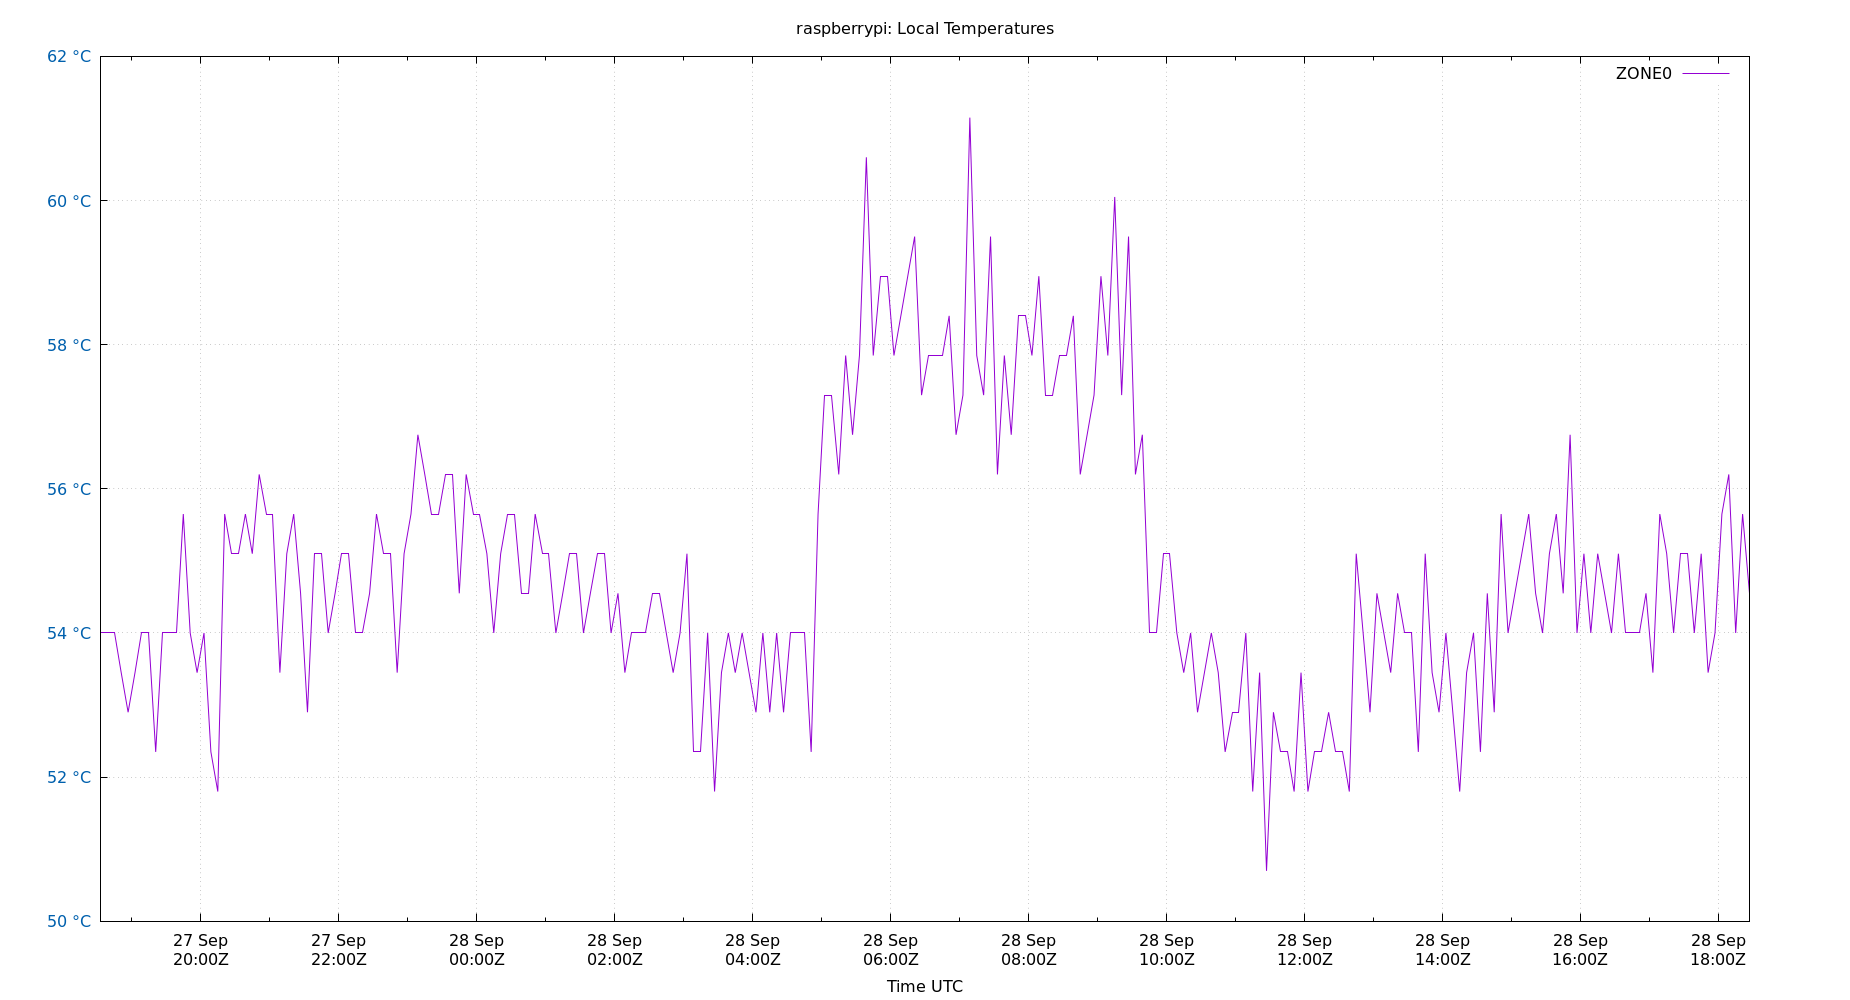 raspberrypi: Local Temperatures
ZONE0
62 °C
60 °C
58 °C
56 °C
54 °C
52 °C
50 °C
27 Sep 27 Sep 28 Sep 28 Sep 28 Sep 28 Sep 28 Sep 28 Sep 28 Sep 28 Sep 28 Sep 28 Sep
20:00Z 22:00Z 00:00Z 02:00Z 04:00Z 06:00Z 08:00Z 10:00Z 12:00Z 14:00Z 16:00Z 18:00Z
Time UTC